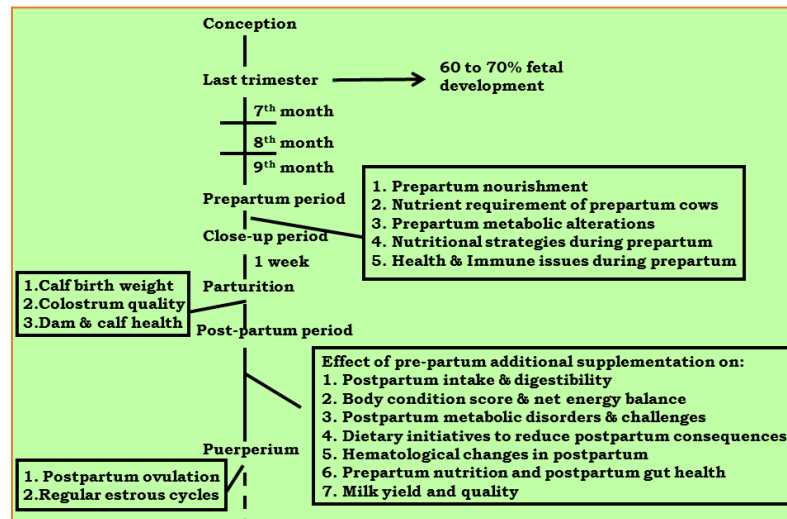 Conception
Last trimester
60 to 70% fetal
development
7th month
8th month
9th month
Prepartum period
1. Prepartum nourishment
2. Nutrient requirement of prepartum cows
3. Prepartum metabolic alterations
4. Nutritional strategies during prepartum
5. Health & Immune issues during prepartum
Close-up period
1 week
Parturition
1.Calf birth weight
2.Colostrum quality
3.Dam & calf health
Post-partum period
Effect of pre-partum additional supplementation on:
1. Postpartum intake & digestibility
2. Body condition score & net energy balance
3. Postpartum metabolic disorders & challenges
4. Dietary initiatives to reduce postpartum consequences
5. Hematological changes in postpartum
6. Prepartum nutrition and postpartum gut health
7. Milk yield and quality
Puerperium
1. Postpartum ovulation
2.Regular estrous cycles